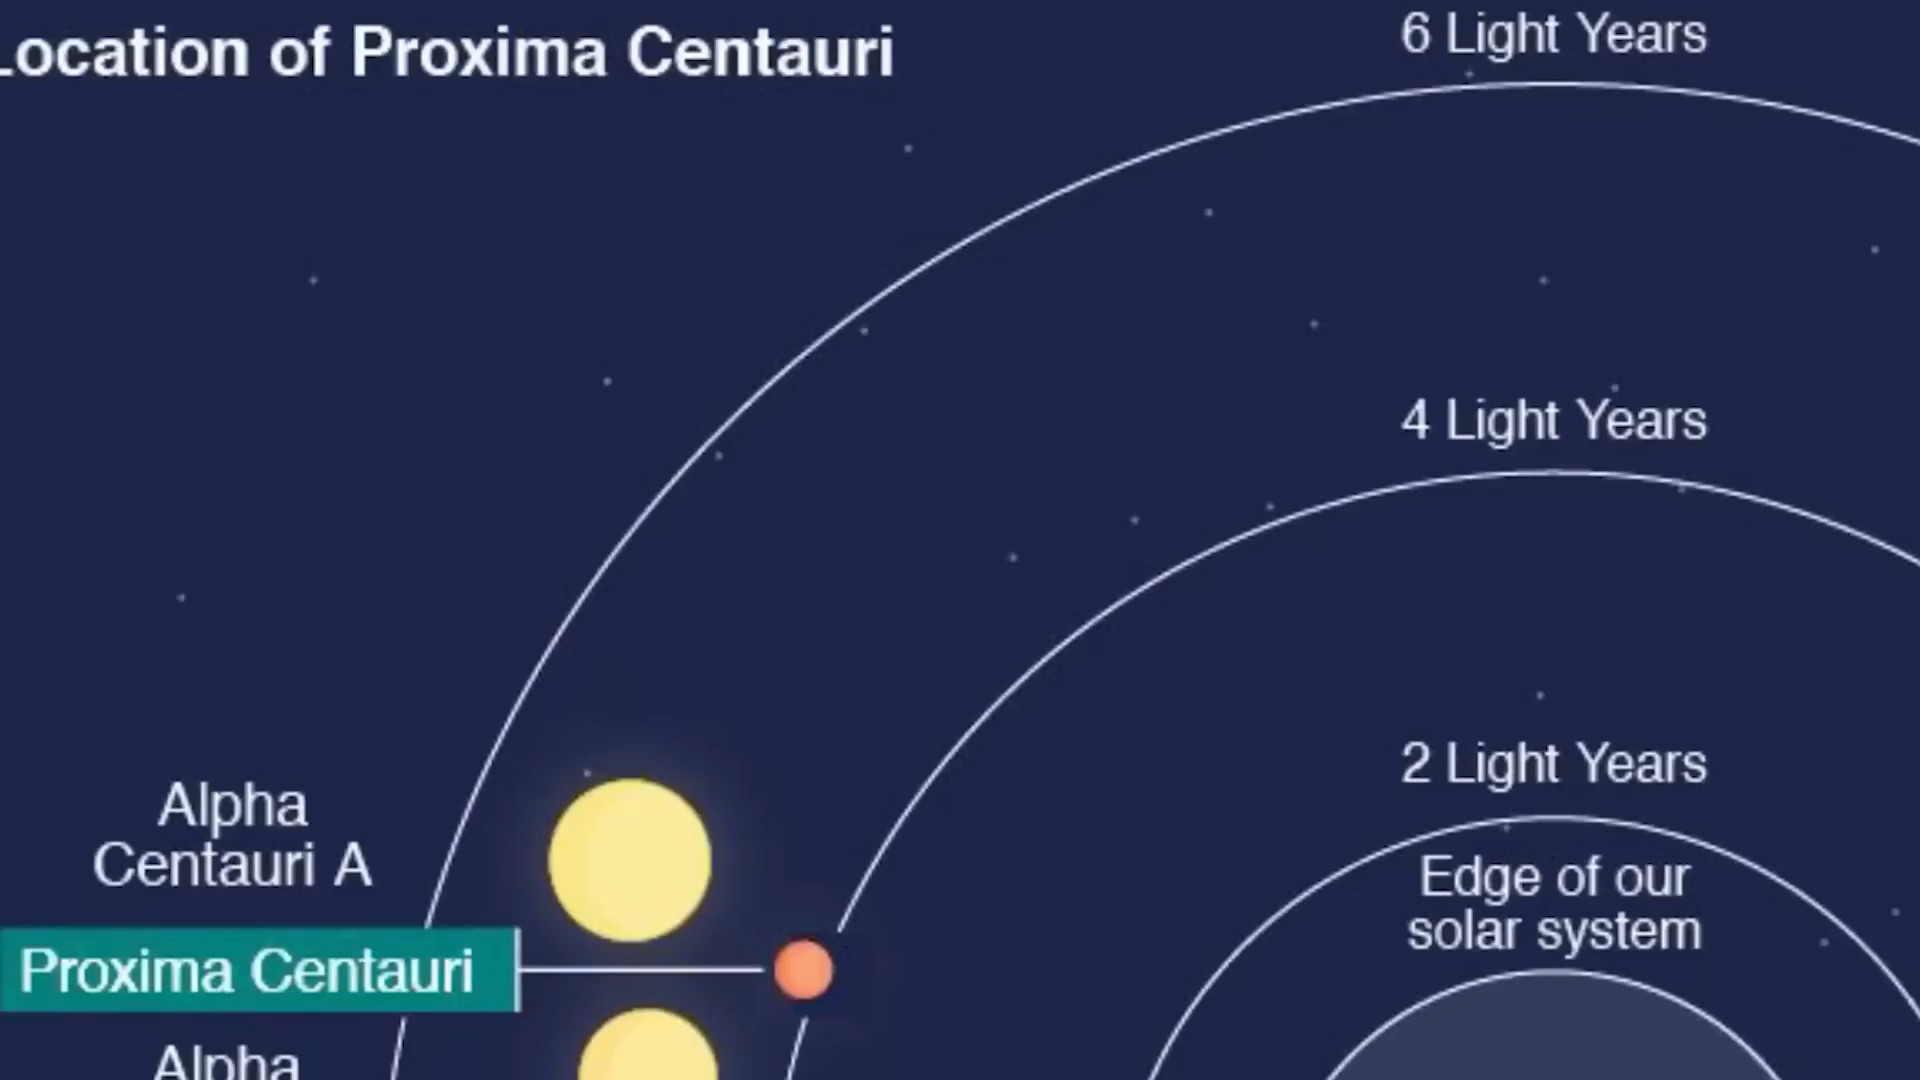 Location of Proxima Centauri
6 Light Years
4 Light Years
2 Light Years
Edge of our
solar system
Alpha
Centauri A
Proxima Centauri
Alpha